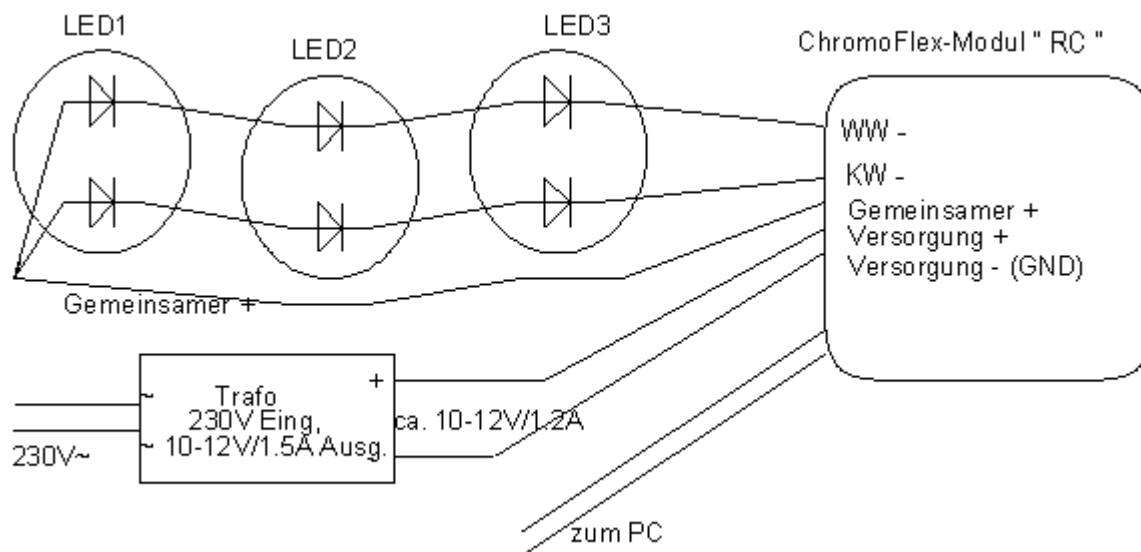 LED1
LED2
LED3
ChromoFlex-Modul " RC "
WW -
KW -
Gemeinsamer +
Versorgung +
Versorgung - (GND)
Gemeinsamer +
~
~
+
Trafo
230V Eing,
10-12V/1.5A Ausg.
ca. 10-12V/1.2A
230V~
zum PC